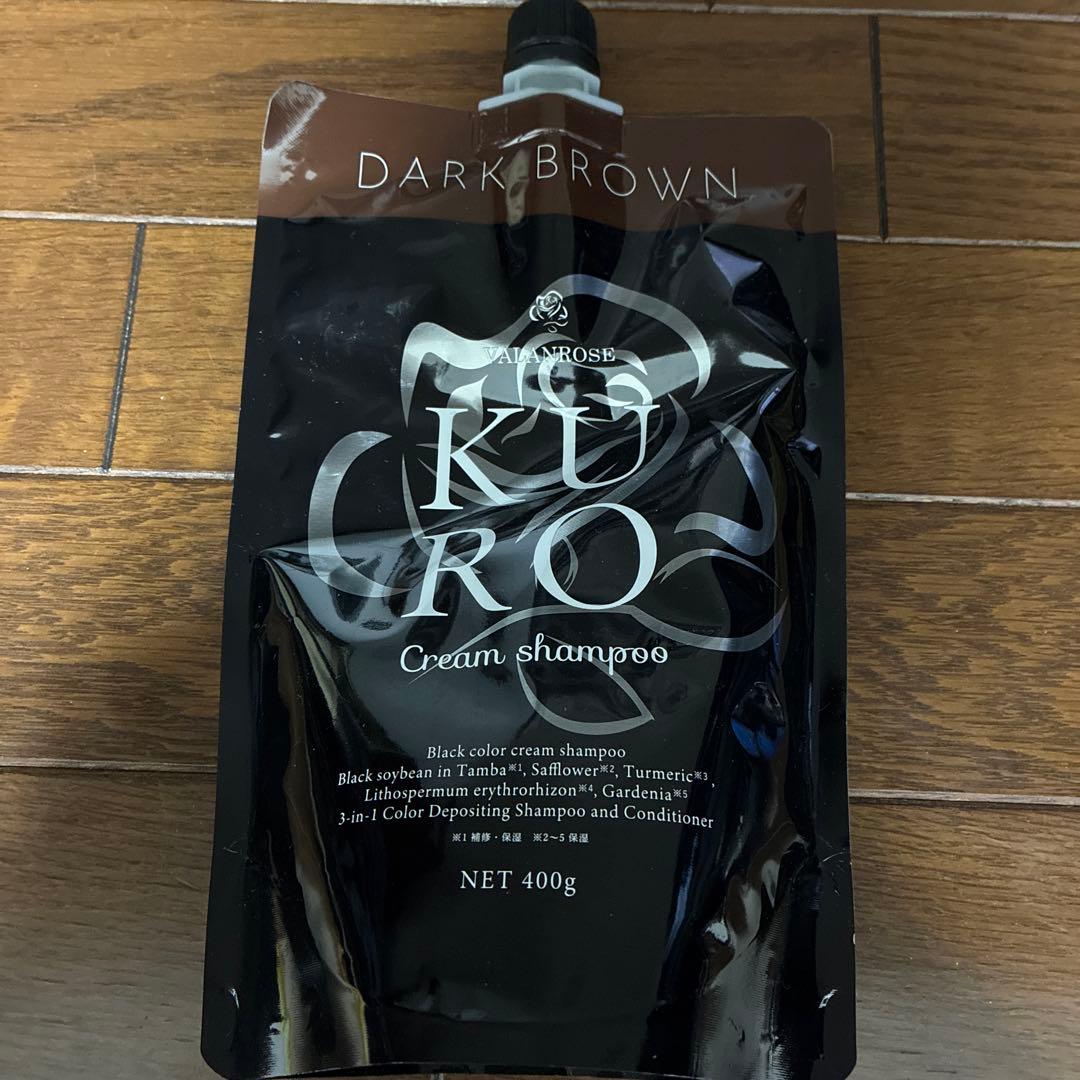 DARK BROWN
VALANROSE
KU
RO
Cream shampoo
Black color cream shampoo
Black soybean in Tamba※1, Safflower※2, Turmeric※3,
Lithospermum erythrorhizon※4, Gardenia※5
3-in-1 Color Depositing Shampoo and Conditioner
※1 補修・保湿 ※2〜5 保湿
NET 400g